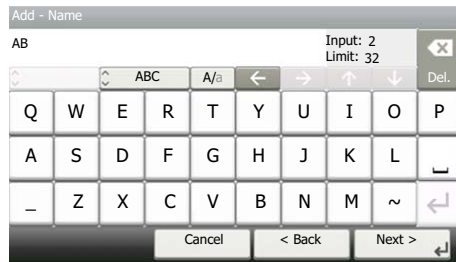 Add - Name
AB
Input: 2
Limit: 32
ABC A/a Del.
Q W E R T Y U I O P
A S D F G H J K L
_ Z X C V B N M ~
Cancel < Back Next >